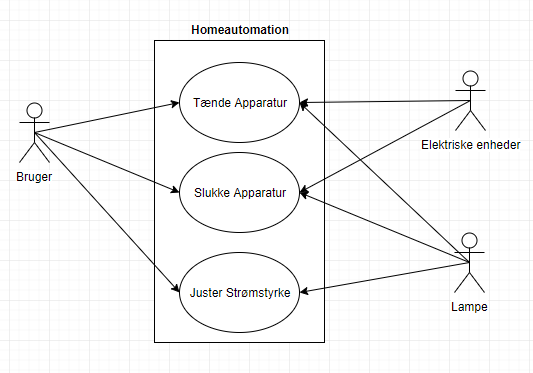 Homeautomation
Tænde Apparatur
Elektriske enheder
Bruger
Slukke Apparatur
Juster Strømstyrke
Lampe